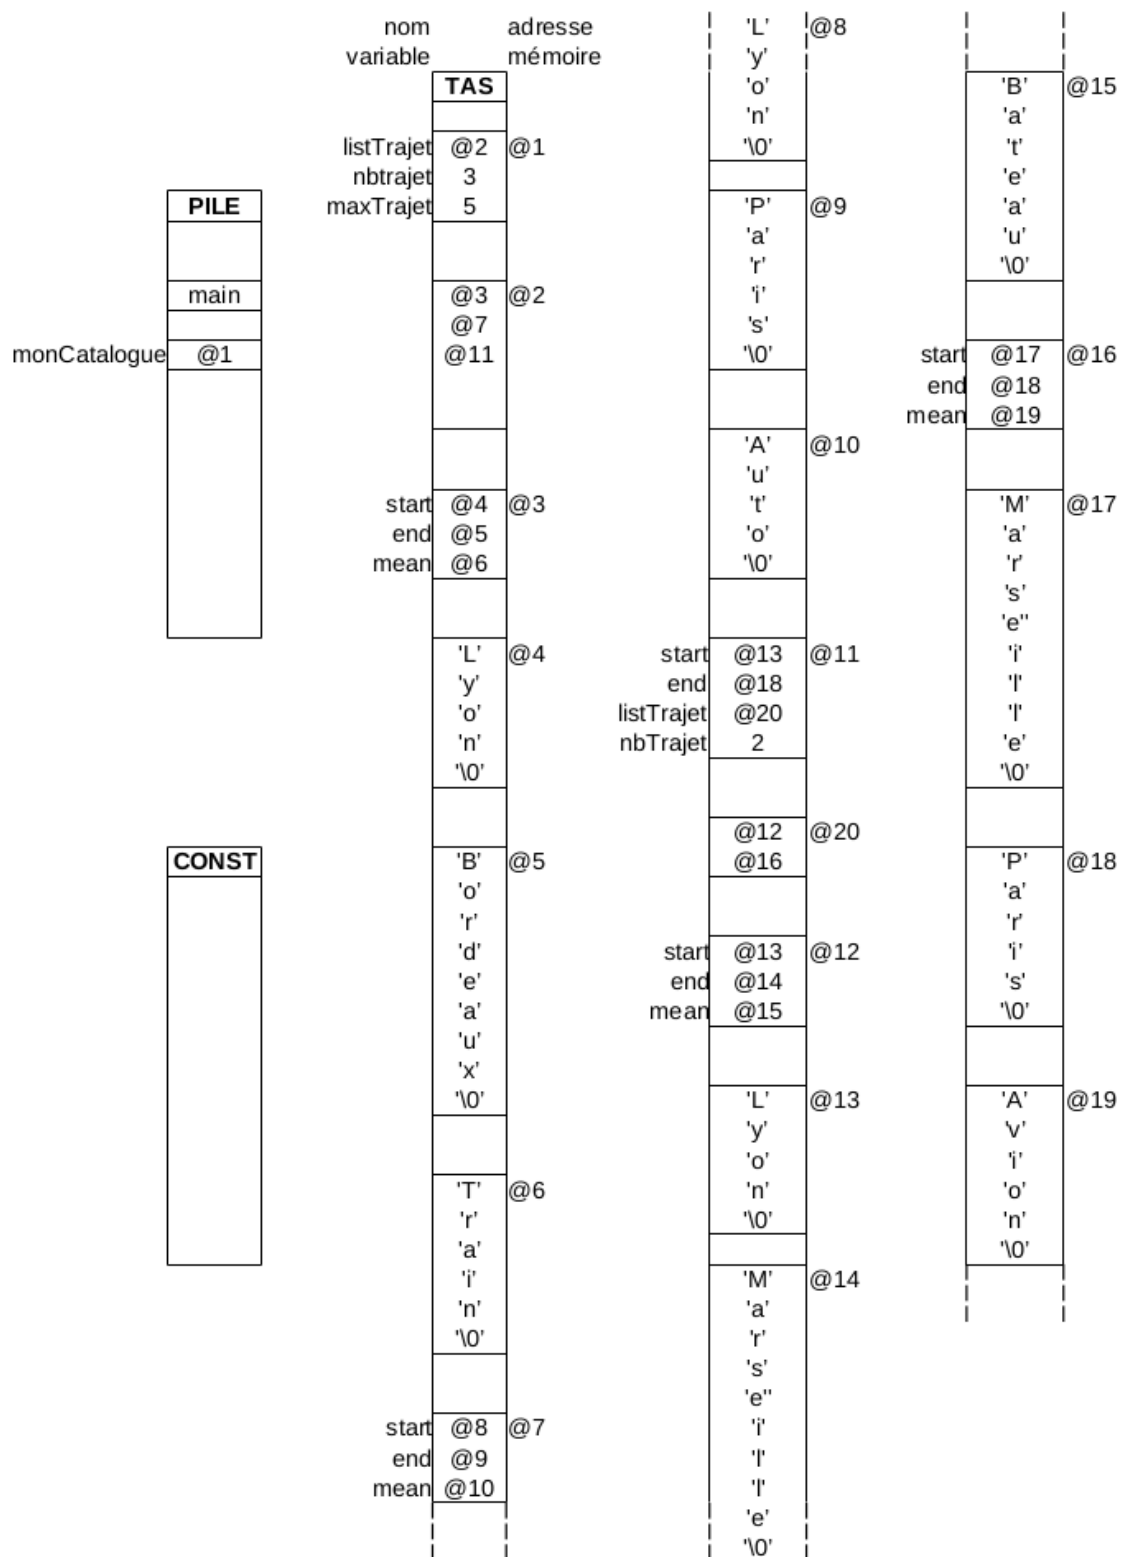 nom adresse
variable mémoire
TAS
listTrajet @2 @1
nbtrajet 3
maxTrajet 5
PILE
main
monCatalogue @1
@3 @2
@7
@11
start @4 @3
end @5
mean @6
'L' @4
'y'
'o'
'n'
'\0'
CONST
'B' @5
'o'
'r'
'd'
'e'
'a'
'u'
'x'
'\0'
'T' @6
'r'
'a'
'i'
'n'
'\0'
start @8 @7
end @9
mean @10
'L' @8
'y'
'o'
'n'
'\0'
'P' @9
'a'
'r'
'i'
's'
'\0'
'A' @10
'u'
't'
'o'
'\0'
start @13 @11
end @18
listTrajet @20
nbTrajet 2
@12 @20
@16
start @13 @12
end @14
mean @15
'L' @13
'y'
'o'
'n'
'\0'
'M' @14
'a'
'r'
's'
'e''
'i'
'l'
'l'
'e'
'\0'
'B' @15
'a'
't'
'e'
'a'
'u'
'\0'
start @17 @16
end @18
mean @19
'M' @17
'a'
'r'
's'
'e''
'i'
'l'
'l'
'e'
'\0'
'P' @18
'a'
'r'
'i'
's'
'\0'
'A' @19
'v'
'i'
'o'
'n'
'\0'